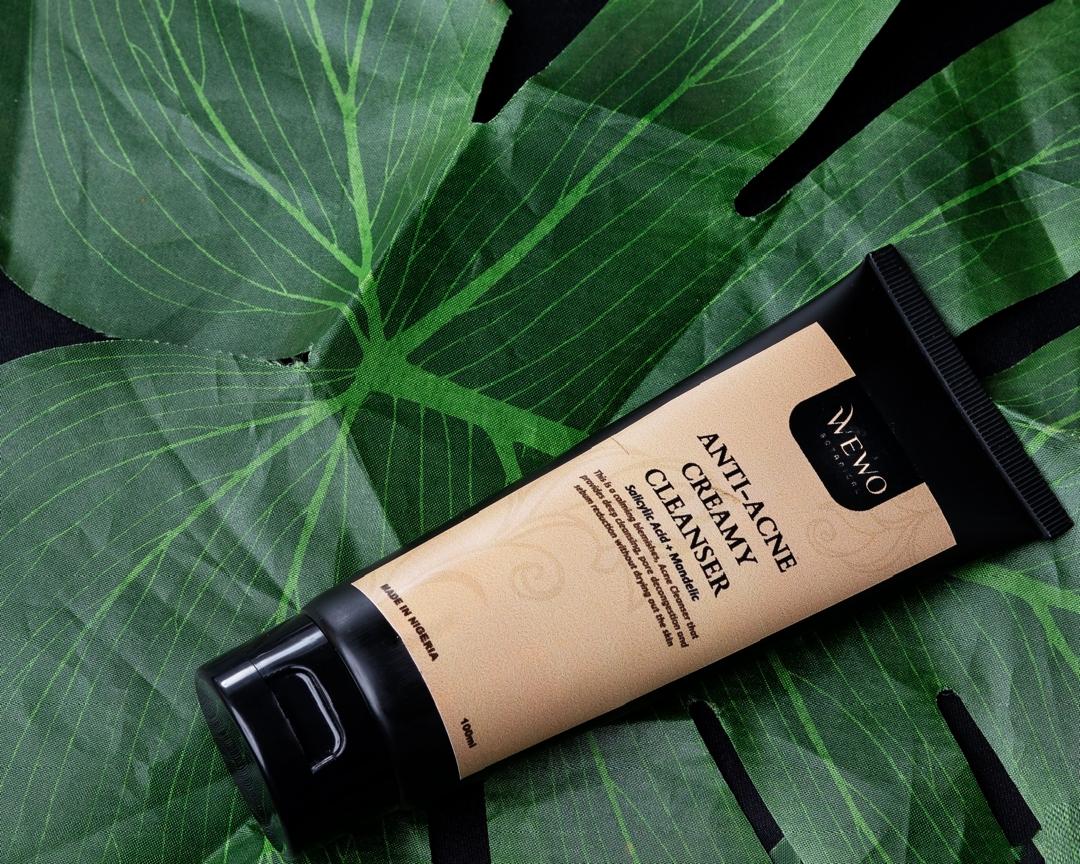 WEWO
BOTANICAL
ANTI-ACNE
CREAMY
CLEANSER
Salicylic Acid + Mandelic
This is a calming blemishes, Acne Cleanser that
provides deep cleansing, pore decongestion and
sebum reduction without drying out the skin
MADE IN NIGERIA
100ml